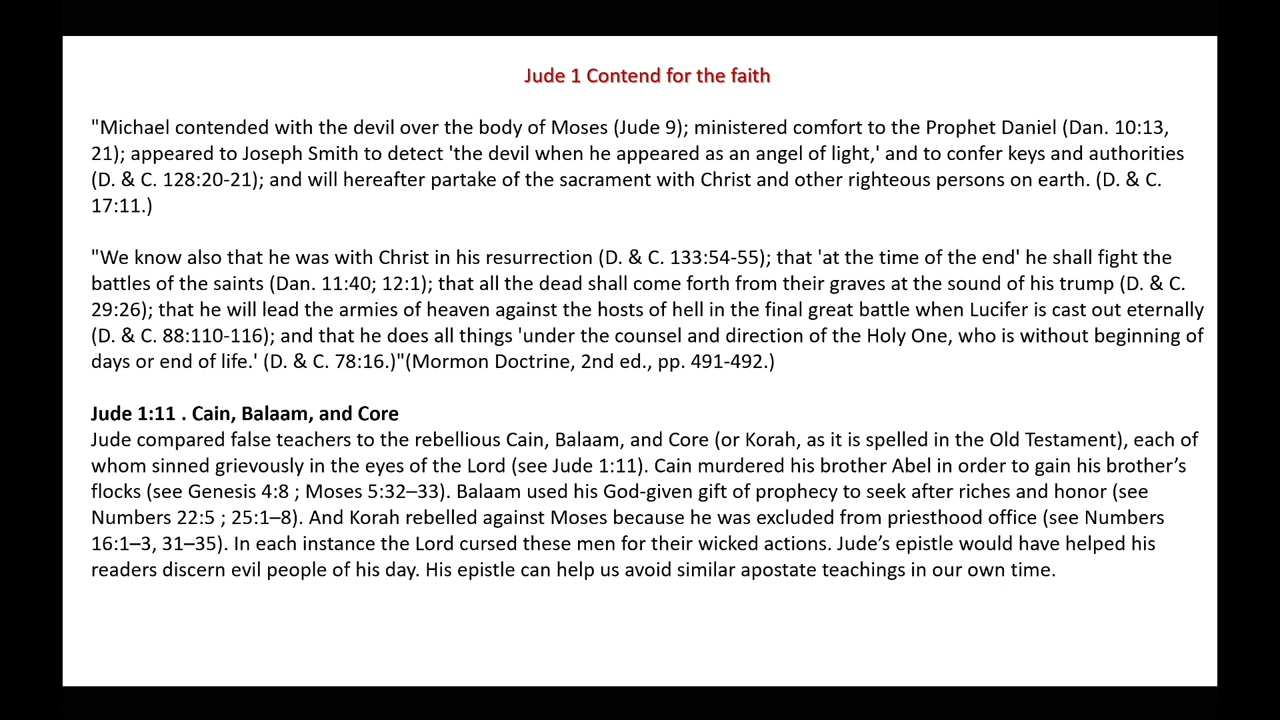 Jude 1 Contend for the faith
"Michael contended with the devil over the body of Moses (Jude 9); ministered comfort to the Prophet Daniel (Dan. 10:13,
21); appeared to Joseph Smith to detect 'the devil when he appeared as an angel of light,' and to confer keys and authorities
(D. & C. 128:20-21); and will hereafter partake of the sacrament with Christ and other righteous persons on earth. (D. & C.
17:11.)
"We know also that he was with Christ in his resurrection (D. & C. 133:54-55); that 'at the time of the end' he shall fight the
battles of the saints (Dan. 11:40; 12:1); that all the dead shall come forth from their graves at the sound of his trump (D. & C.
29:26); that he will lead the armies of heaven against the hosts of hell in the final great battle when Lucifer is cast out eternally
(D. & C. 88:110-116); and that he does all things 'under the counsel and direction of the Holy One, who is without beginning of
days or end of life.' (D. & C. 78:16.)"(Mormon Doctrine, 2nd ed., pp. 491-492.)
Jude 1:11 . Cain, Balaam, and Core
Jude compared false teachers to the rebellious Cain, Balaam, and Core (or Korah, as it is spelled in the Old Testament), each of
whom sinned grievously in the eyes of the Lord (see Jude 1:11). Cain murdered his brother Abel in order to gain his brother’s
flocks (see Genesis 4:8 ; Moses 5:32–33). Balaam used his God-given gift of prophecy to seek after riches and honor (see
Numbers 22:5 ; 25:1–8). And Korah rebelled against Moses because he was excluded from priesthood office (see Numbers
16:1–3, 31–35). In each instance the Lord cursed these men for their wicked actions. Jude’s epistle would have helped his
readers discern evil people of his day. His epistle can help us avoid similar apostate teachings in our own time.